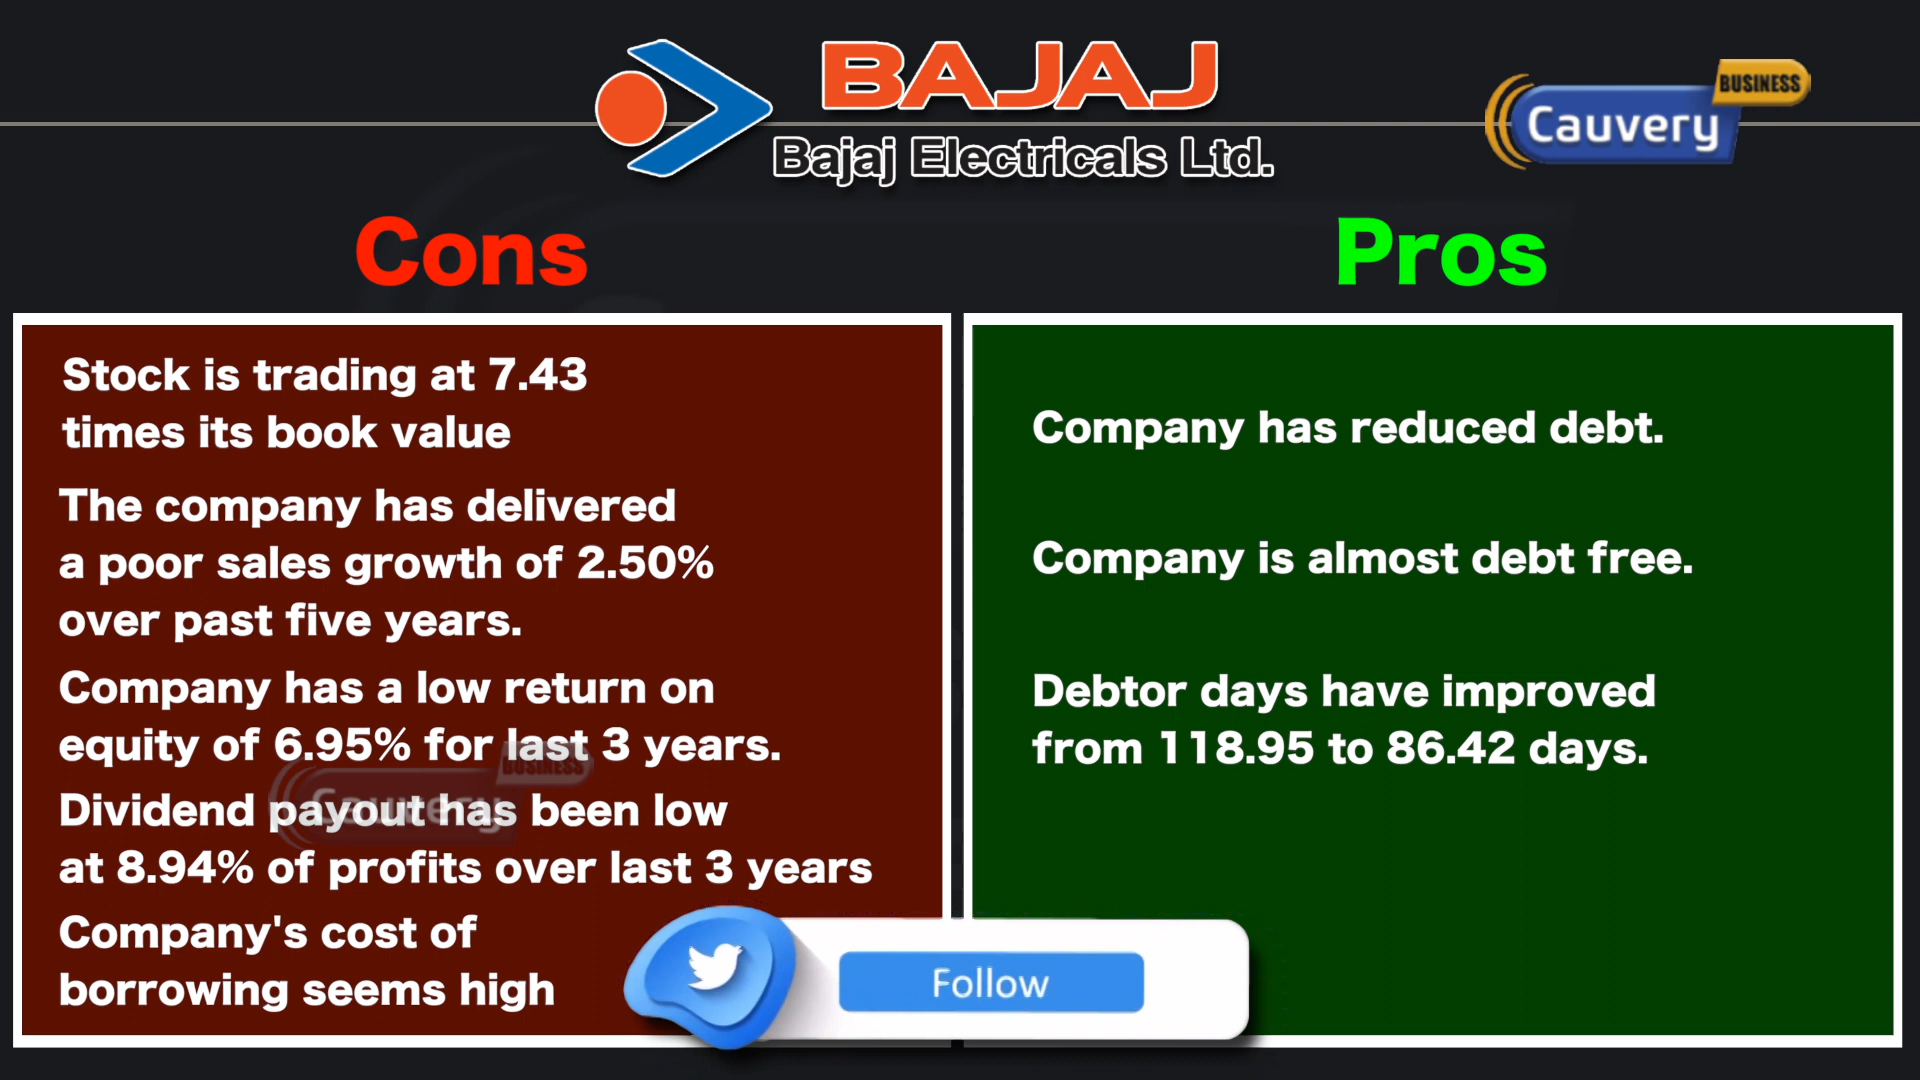 BAJAJ
Bajaj Electricals Ltd.
BUSINESS
Cauvery
Cons
Pros
Stock is trading at 7.43
times its book value
The company has delivered
a poor sales growth of 2.50%
over past five years.
Company has a low return on
equity of 6.95% for last 3 years.
Dividend payout has been low
at 8.94% of profits over last 3 years
Company's cost of
borrowing seems high
BUSINESS
Cauvery
Company has reduced debt.
Company is almost debt free.
Debtor days have improved
from 118.95 to 86.42 days.
Follow